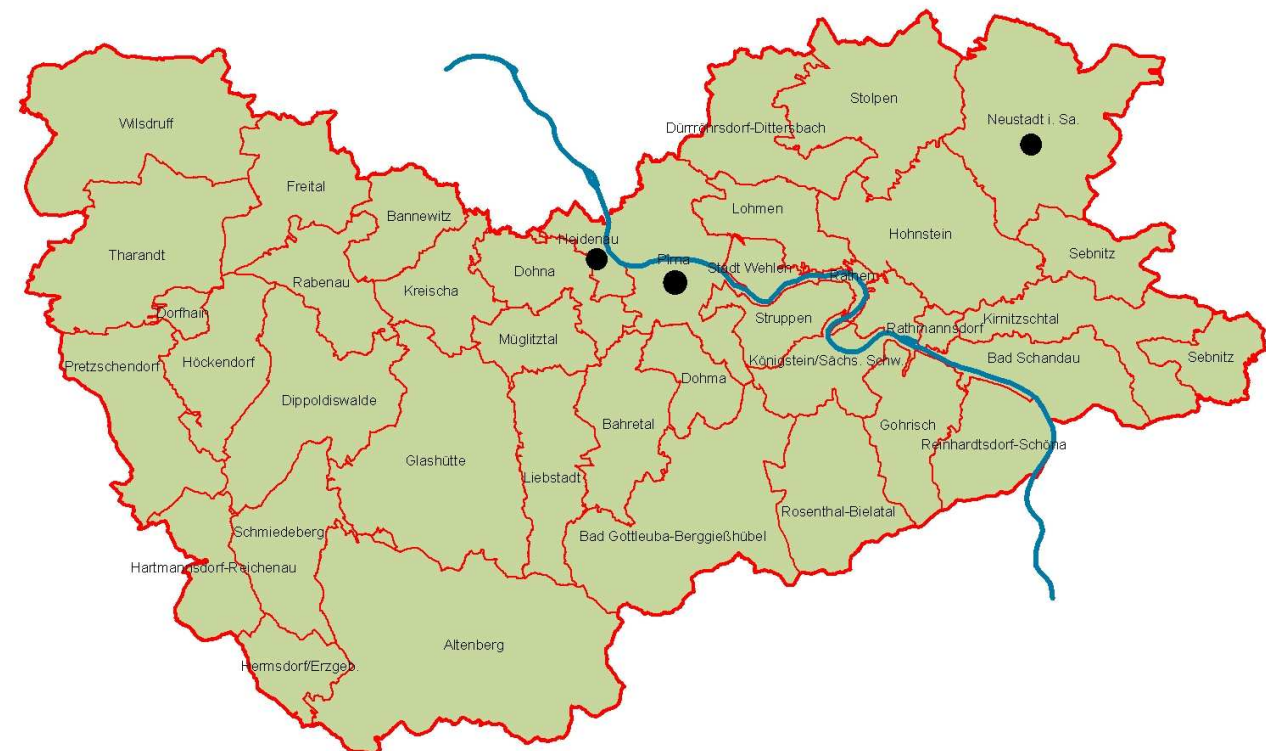 Stolpen
Wilsdruff
Neustadt i. Sa.
Dürrröhrsdorf-Dittersbach
Freital
Lohmen
Bannewitz
Hohnstein
Heidenau
Tharandt
Sebnitz
Pirna
Stadt Wehlen
Dohna
Rathen
Rabenau
Kreischa
Dorfhain
Struppen
Kirnitzschtal
Rathmannsdorf
Müglitztal
Bad Schandau
Sebnitz
Königstein/Sächs. Schw.
Höckendorf
Pretzschendorf
Dohma
Dippoldiswalde
Bahretal
Gohrisch
Reinhardtsdorf-Schöna
Glashütte
Liebstadt
Rosenthal-Bielatal
Schmiedeberg
Bad Gottleuba-Berggießhübel
Hartmannsdorf-Reichenau
Altenberg
Hermsdorf/Erzgeb.